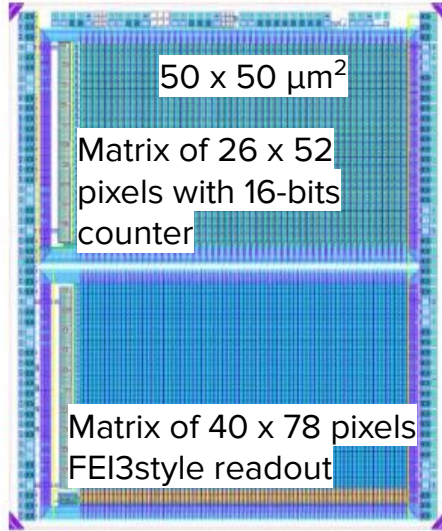 50 x 50 μm²
Matrix of 26 x 52
pixels with 16-bits
counter
Matrix of 40 x 78 pixels
FEI3style readout